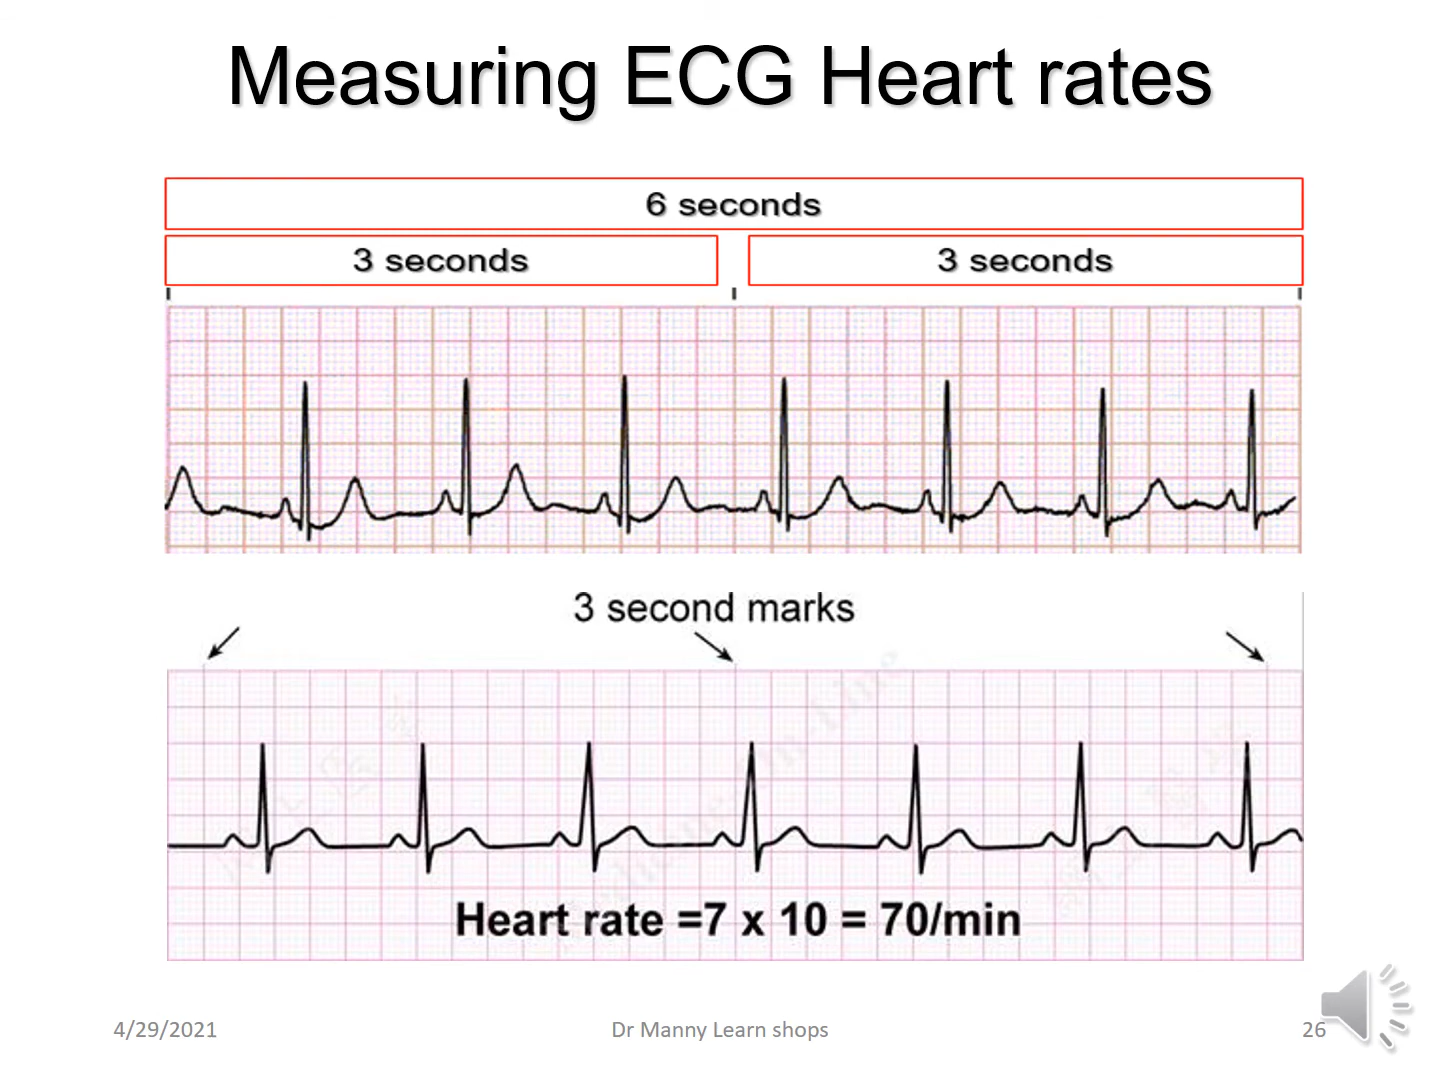 Measuring ECG Heart rates
6 seconds
3 seconds
3 seconds
3 second marks
Heart rate =7 x 10 = 70/min
4/29/2021
Dr Manny Learn shops
26